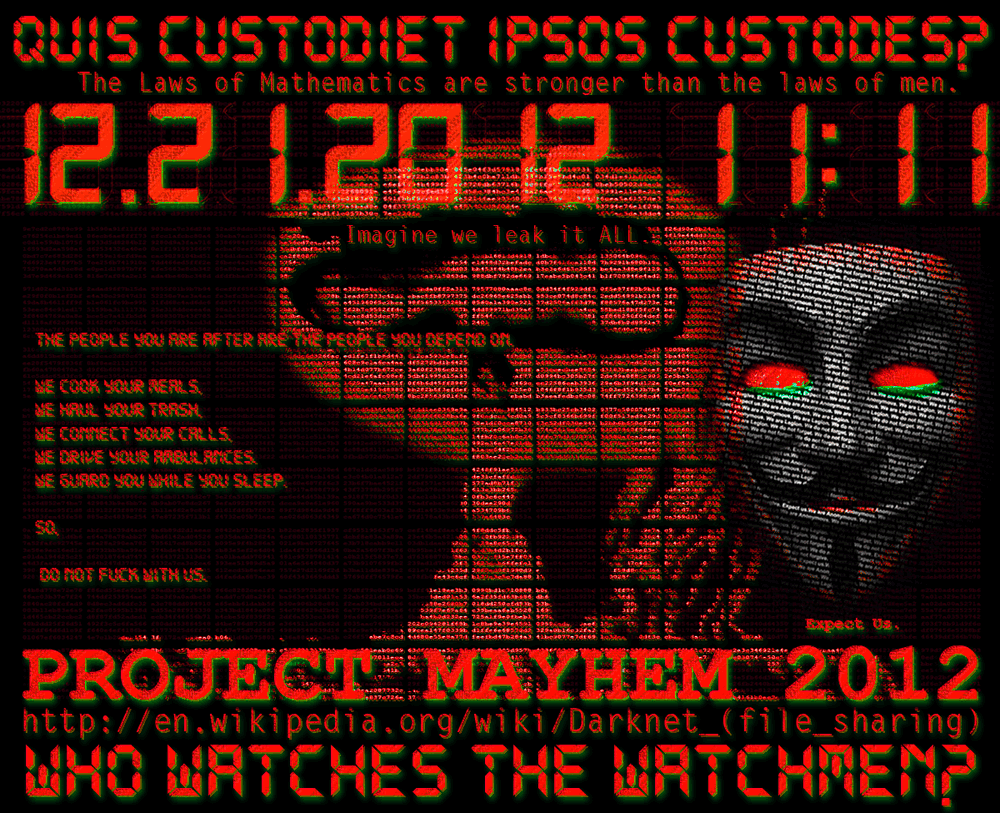 QUIS CUSTODIET IPSOS CUSTODES?
The Laws of Mathematics are stronger than the laws of men.
12.21.2012 11:11
Imagine we leak it ALL.
THE PEOPLE YOU ARE AFTER ARE THE PEOPLE YOU DEPEND ON.
WE COOK YOUR MEALS,
WE HAUL YOUR TRASH,
WE CONNECT YOUR CALLS,
WE DRIVE YOUR AMBULANCES.
WE GUARD YOU WHILE YOU SLEEP.
SO,
DO NOT FUCK WITH US.
Expect Us.
PROJECT MAYHEM 2012
http://en.wikipedia.org/wiki/Darknet_(file_sharing)
WHO WATCHES THE WATCHMEN?